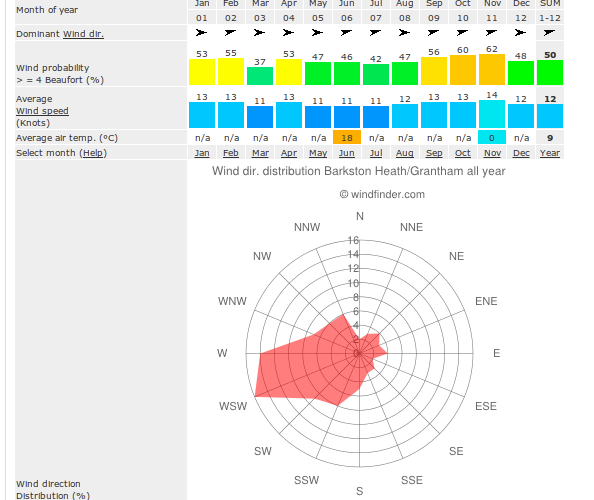 Month of year Jan Feb Mar Apr May Jun Jul Aug Sep Oct Nov Dec SUM
01 02 03 04 05 06 07 08 09 10 11 12 1-12
Dominant Wind dir.
Wind probability
> = 4 Beaufort (%)
53 55 37 53 47 46 42 47 56 60 62 48 50
Average
Wind speed
(Knots)
13 13 11 13 11 11 11 12 13 13 14 12 12
Average air temp. (ºC) n/a n/a n/a n/a n/a 18 n/a n/a n/a n/a 0 n/a 9
Select month (Help) Jan Feb Mar Apr May Jun Jul Aug Sep Oct Nov Dec Year
Wind dir. distribution Barkston Heath/Grantham all year
© windfinder.com
N
NNW NNE
NW NE
WNW ENE
W E
WSW ESE
SW SE
SSW SSE
S
16
14
12
10
8
6
4
2
0
Wind direction
Distribution (%)